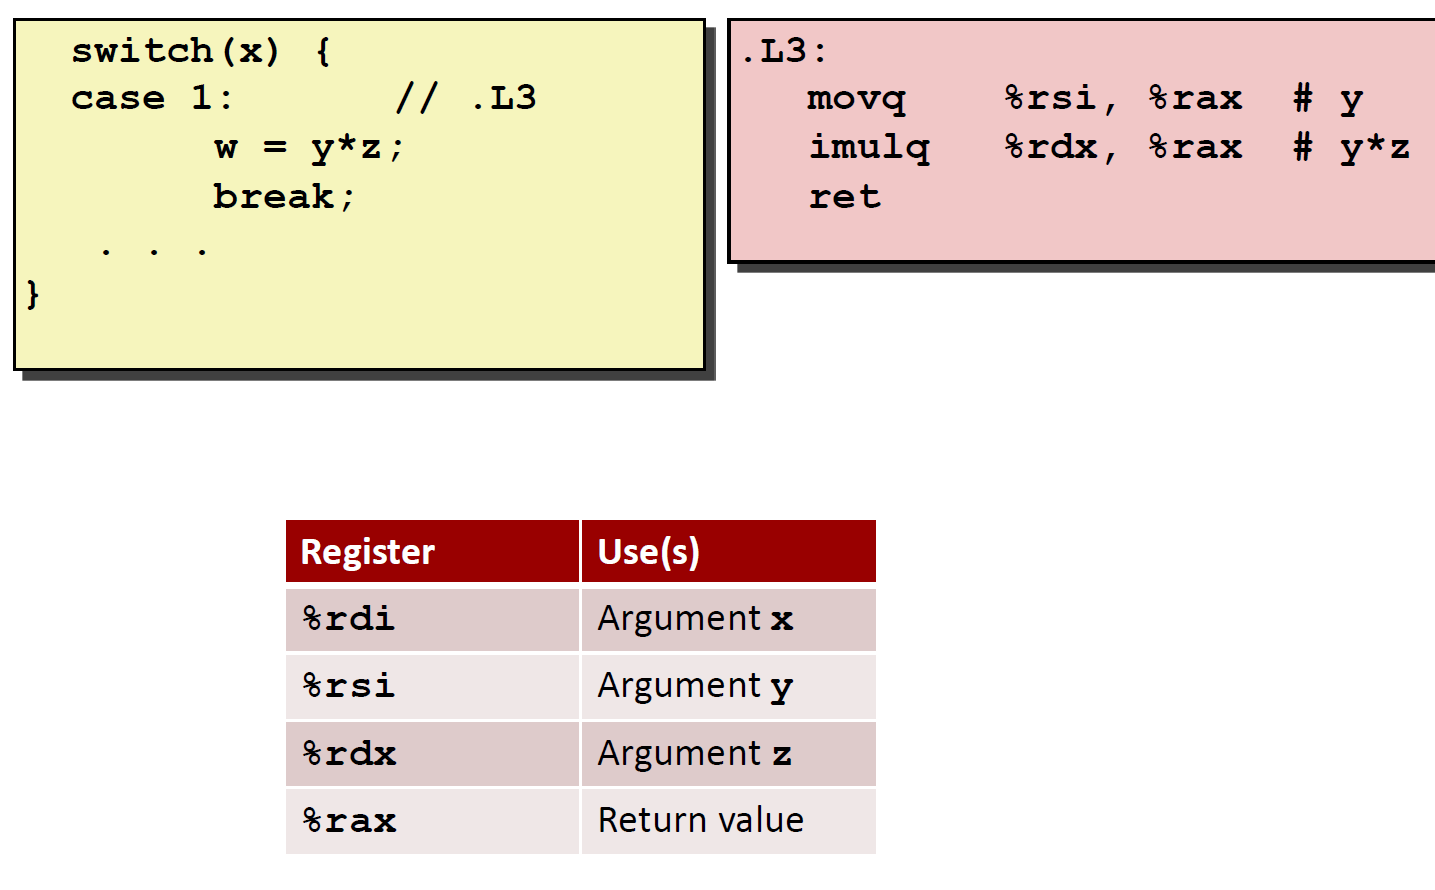 switch(x) {
case 1:      // .L3
      w = y*z;
      break;
 . . .
}
.L3:
   movq    %rsi, %rax  # y
   imulq   %rdx, %rax  # y*z
   ret
Register Use(s)
%rdi Argument x
%rsi Argument y
%rdx Argument z
%rax Return value